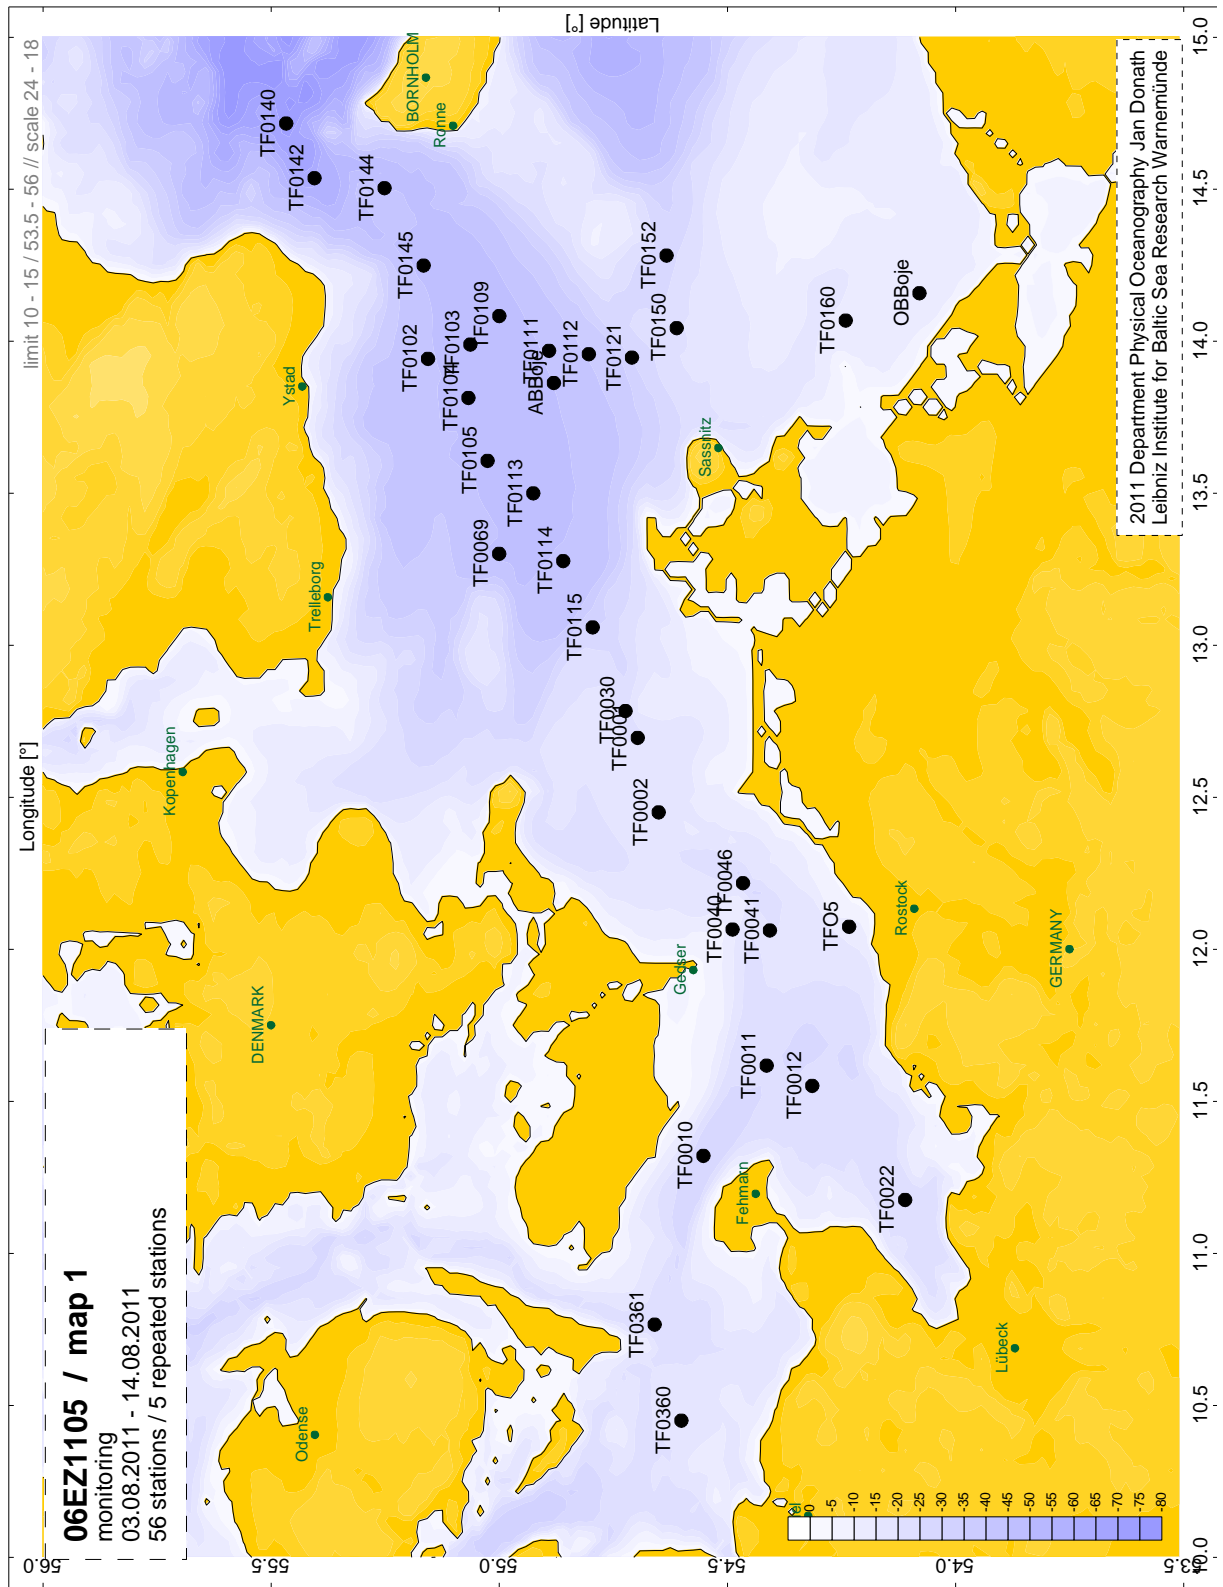 limit 10 - 15 / 53.5 - 56 // scale 24 - 18
Longitude [°]
Latitude [°]
06EZ1105 / map 1
monitoring
03.08.2011 - 14.08.2011
56 stations / 5 repeated stations
2011 Department Physical Oceanography Jan Donath
Leibniz Institute for Baltic Sea Research Warnemünde
56.0
55.5
55.0
54.5
54.0
53.5
10.5
11.0
11.5
12.0
12.5
13.0
13.5
14.0
14.5
15.0
Kopenhagen
Trelleborg
Ystad
BORNHOLM
Ronne
DENMARK
Odense
Gedser
Sassnitz
Fehmarn
Rostock
GERMANY
Lübeck
TF0140
TF0142
TF0144
TF0145
TF0102
TF0103
TF0104
TF0109
TF0105
TF0111
ABBoje
TF0112
TF0113
TF0121
TF0069
TF0114
TF0150
TF0152
TF0115
TF0160
OBBoje
TF0030
TF0002
TF0046
TF0040
TF0041
TFO5
TF0011
TF0012
TF0010
TF0022
TF0361
TF0360
0
-5
-10
-15
-20
-25
-30
-35
-40
-45
-50
-55
-60
-65
-70
-75
-80